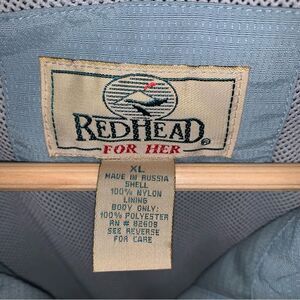 REDHEAD
®
FOR HER
XL
MADE IN RUSSIA
SHELL
100% NYLON
LINING
BODY ONLY:
100% POLYESTER
RN # 82608
SEE REVERSE
FOR CARE